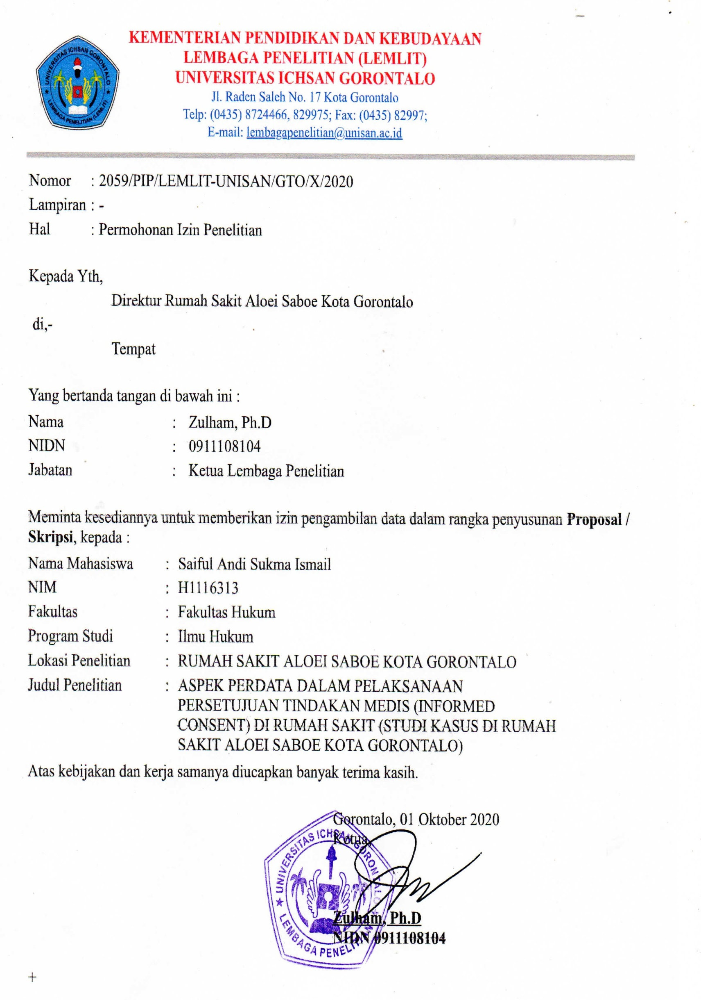 UNIVERSITAS ICHSAN GORONTALO
LEMBAGA PENELITIAN (LEMLIT)
KEMENTERIAN PENDIDIKAN DAN KEBUDAYAAN
LEMBAGA PENELITIAN (LEMLIT)
UNIVERSITAS ICHSAN GORONTALO
Jl. Raden Saleh No. 17 Kota Gorontalo
Telp: (0435) 8724466, 829975; Fax: (0435) 82997;
E-mail: lembagapenelitian@unisan.ac.id
Nomor : 2059/PIP/LEMLIT-UNISAN/GTO/X/2020
Lampiran : -
Hal : Permohonan Izin Penelitian
Kepada Yth,
Direktur Rumah Sakit Aloei Saboe Kota Gorontalo
di,-
Tempat
Yang bertanda tangan di bawah ini :
Nama : Zulham, Ph.D
NIDN : 0911108104
Jabatan : Ketua Lembaga Penelitian
Meminta kesediannya untuk memberikan izin pengambilan data dalam rangka penyusunan Proposal /
Skripsi, kepada :
Nama Mahasiswa : Saiful Andi Sukma Ismail
NIM : H1116313
Fakultas : Fakultas Hukum
Program Studi : Ilmu Hukum
Lokasi Penelitian : RUMAH SAKIT ALOEI SABOE KOTA GORONTALO
Judul Penelitian : ASPEK PERDATA DALAM PELAKSANAAN
PERSETUJUAN TINDAKAN MEDIS (INFORMED
CONSENT) DI RUMAH SAKIT (STUDI KASUS DI RUMAH
SAKIT ALOEI SABOE KOTA GORONTALO)
Atas kebijakan dan kerja samanya diucapkan banyak terima kasih.
Gorontalo, 01 Oktober 2020
Ketua,
UNIVERSITAS ICHSAN GORONTALO
LEMBAGA PENELITIAN
Zulham, Ph.D
NIDN 0911108104
+